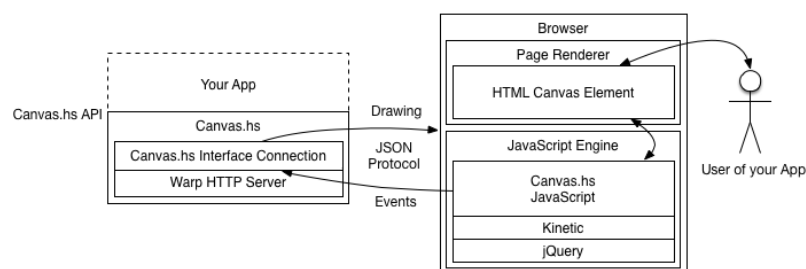 Your App
Canvas.hs API
Canvas.hs
Canvas.hs Interface Connection
Warp HTTP Server
Drawing
JSON
Protocol
Events
Browser
Page Renderer
HTML Canvas Element
JavaScript Engine
Canvas.hs
JavaScript
Kinetic
jQuery
User of your App